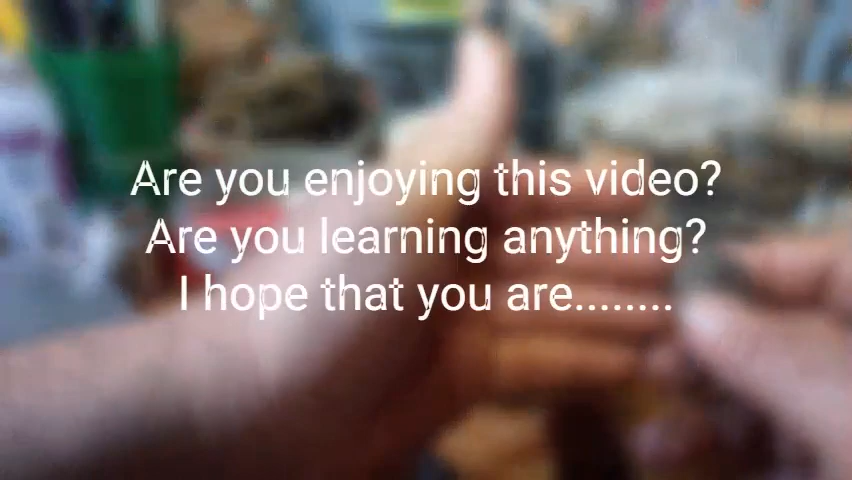 Are you enjoying this video?
Are you learning anything?
I hope that you are........